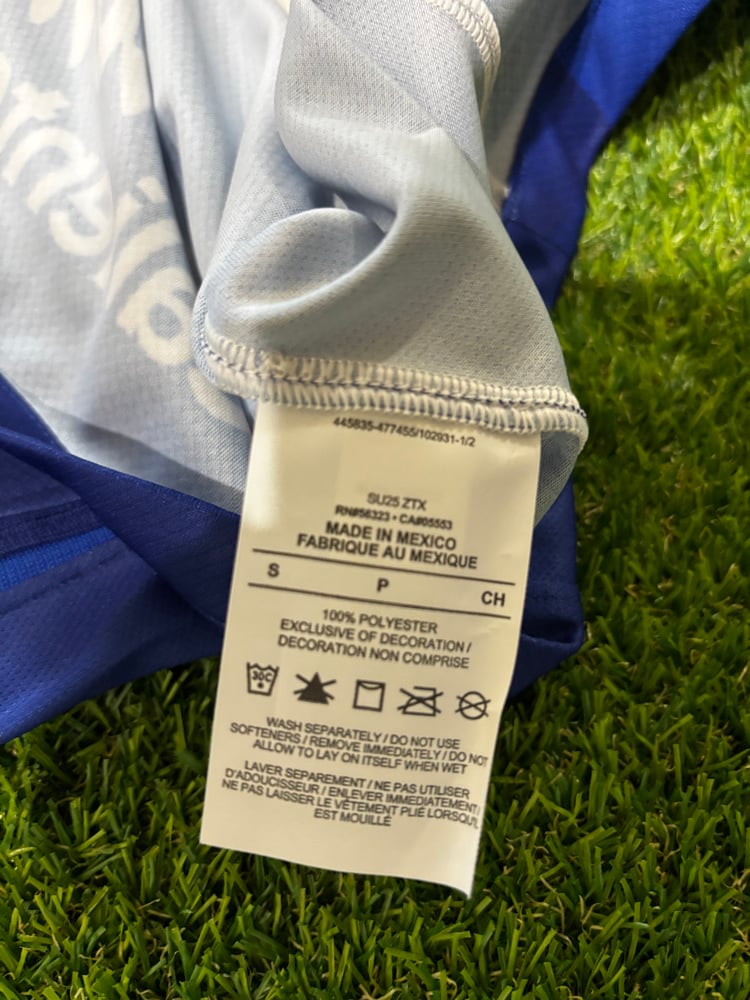 445835-477455/102931-1/2
SU25 ZTX
RN#56323 • CA#05553
MADE IN MEXICO
FABRIQUE AU MEXIQUE
S P CH
100% POLYESTER
EXCLUSIVE OF DECORATION /
DECORATION NON COMPRISE
30C
WASH SEPARATELY / DO NOT USE
SOFTENERS / REMOVE IMMEDIATELY / DO NOT
ALLOW TO LAY ON ITSELF WHEN WET
LAVER SEPAREMENT / NE PAS UTILISER
D'ADOUCISSEUR / ENLEVER IMMEDIATEMENT/
NE PAS LAISSER LE VÊTEMENT PLIÉ LORSQU'IL
EST MOUILLÉ